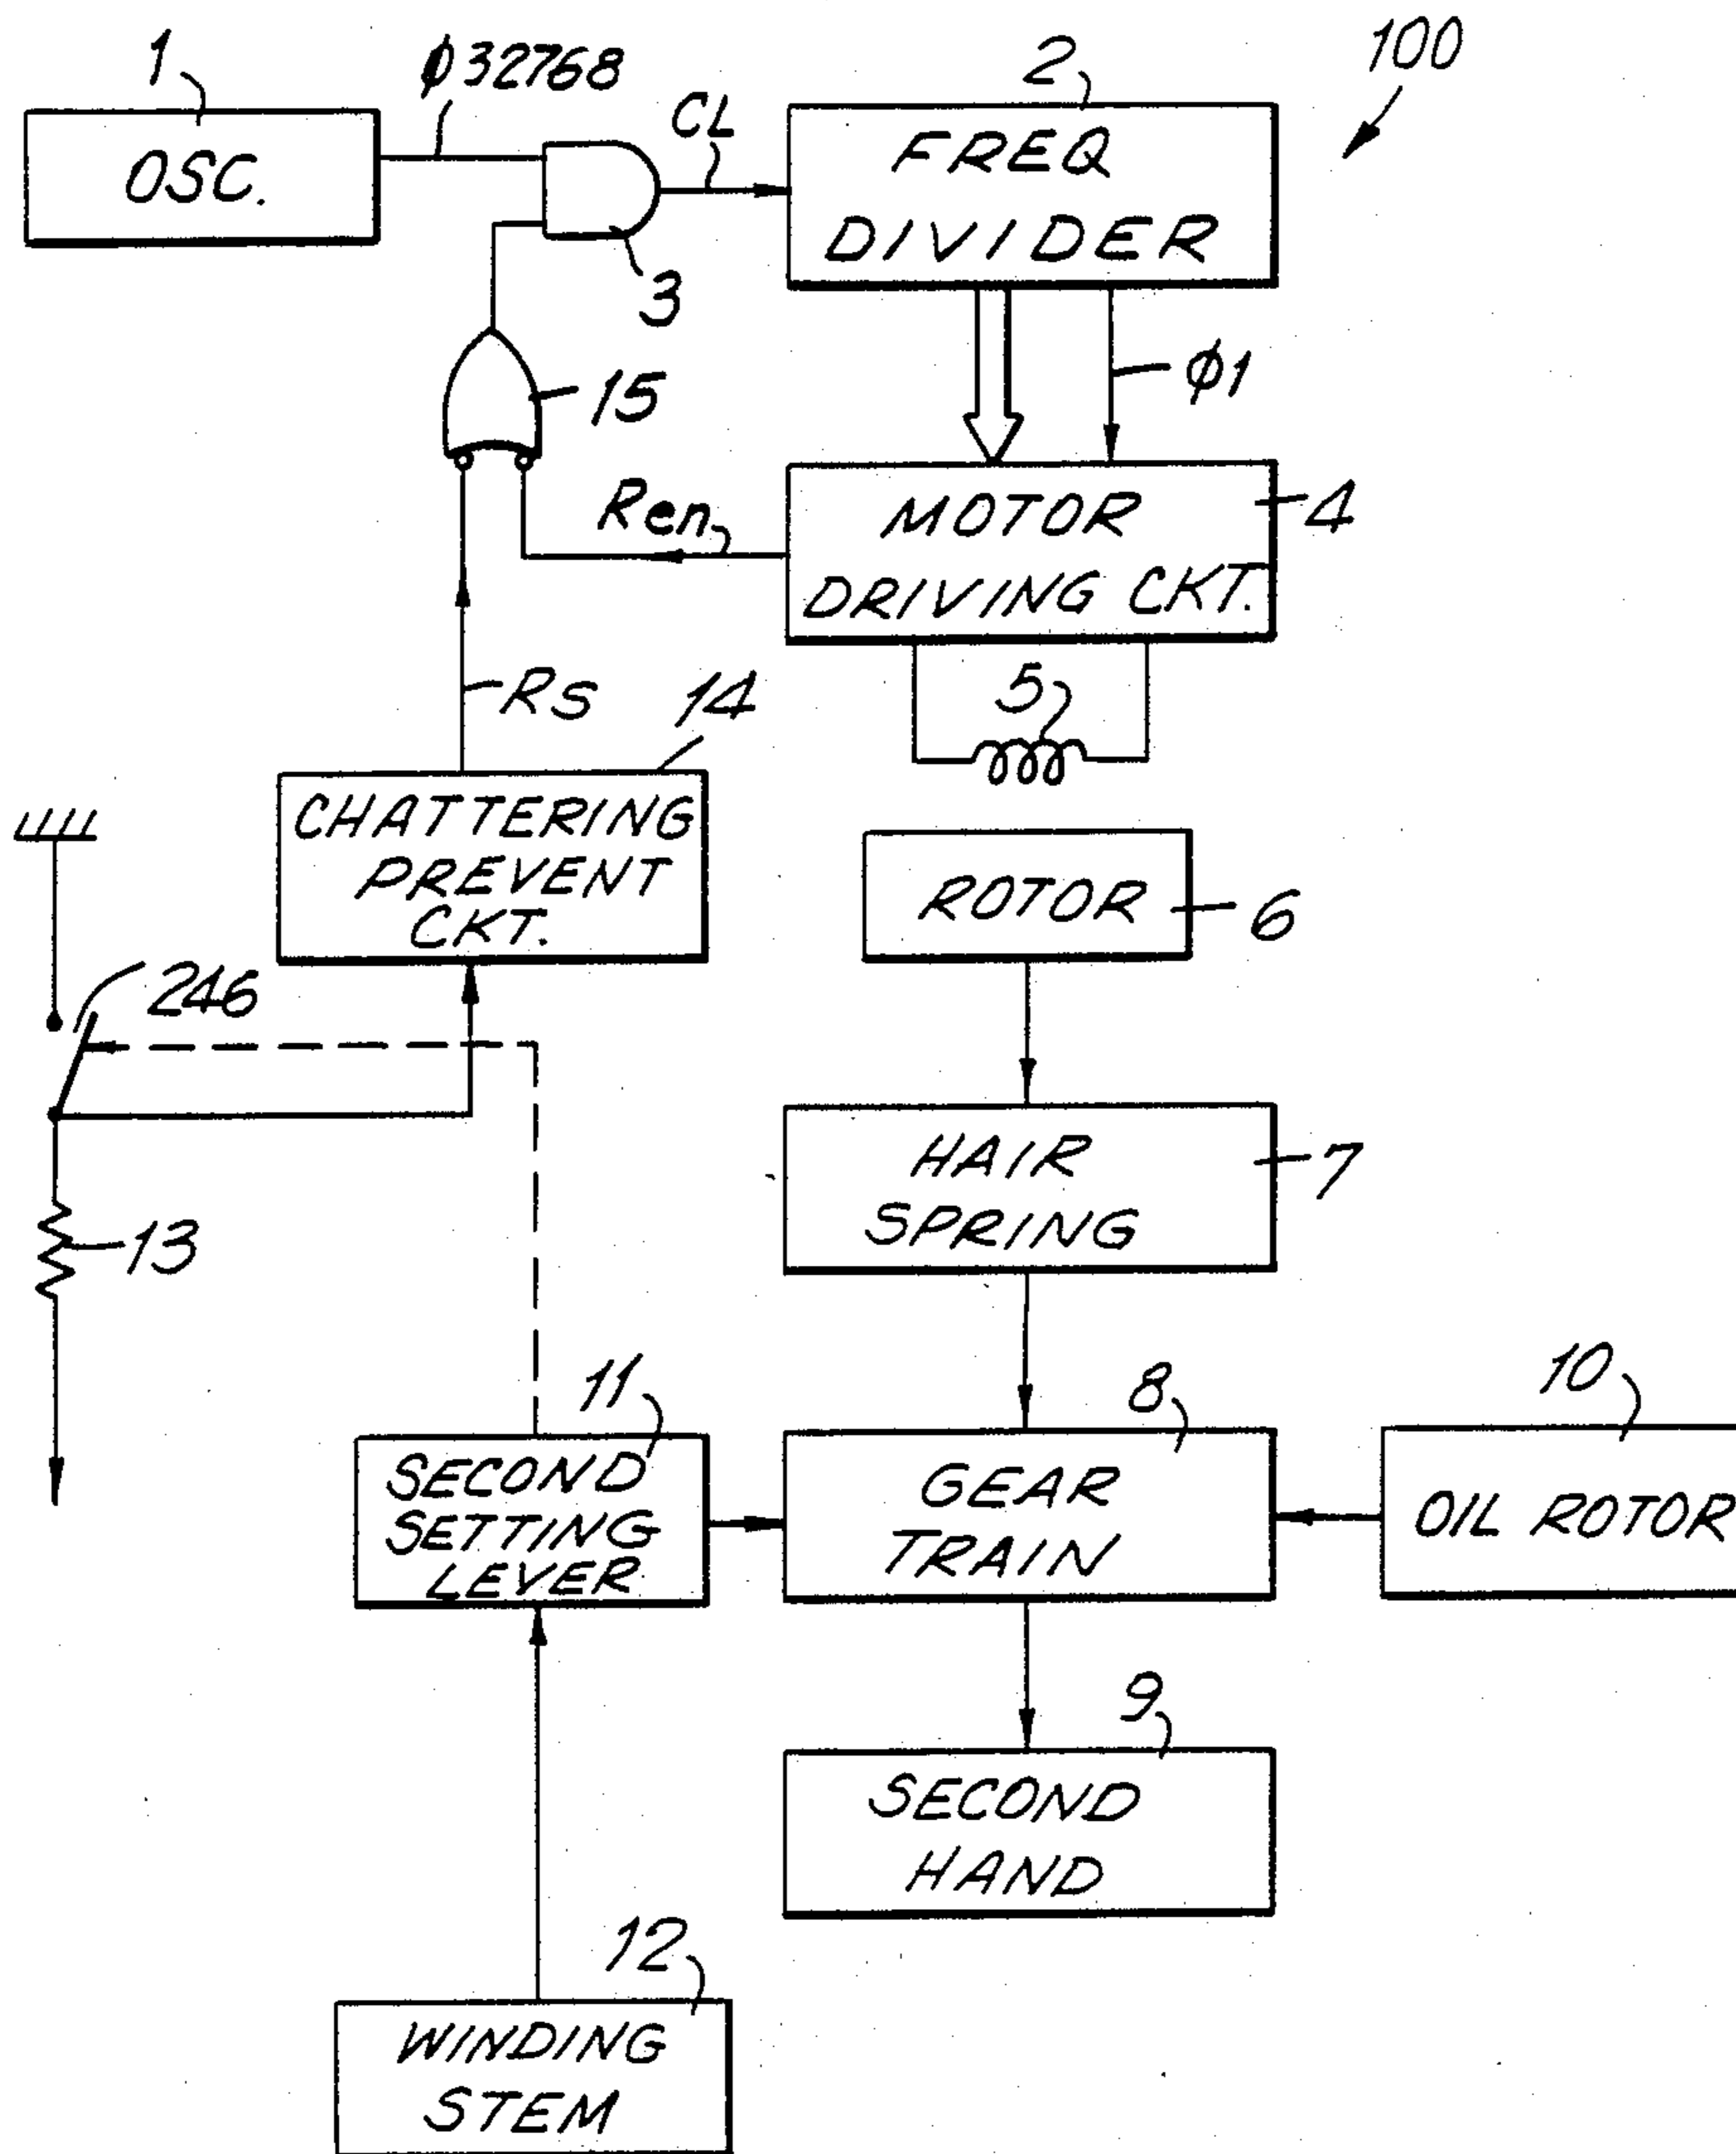 100
1
φ32768
OSC.
CL
2
FREQ
DIVIDER
3
φ1
15
Ren
4
MOTOR
DRIVING CKT.
RS
5
14
CHATTERING
PREVENT
CKT.
ROTOR
6
246
HAIR
SPRING
7
13
11
SECOND
SETTING
LEVER
8
GEAR
TRAIN
10
OIL ROTOR
9
SECOND
HAND
12
WINDING
STEM